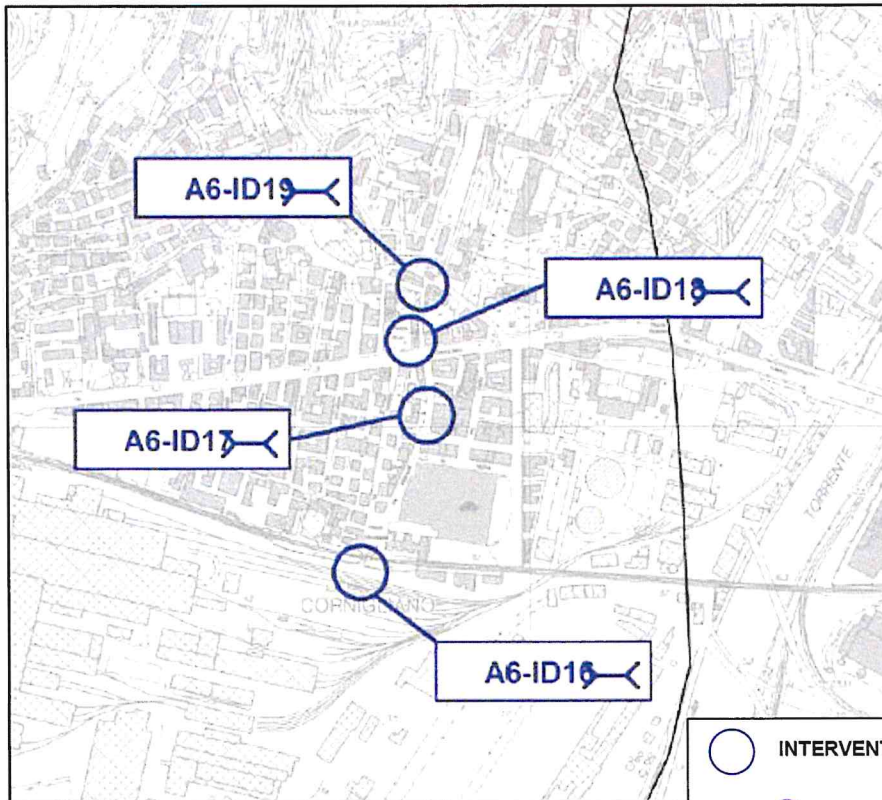 A6-ID19
A6-ID18
A6-ID17
TORRENTE
CORNIGLIANO
A6-ID16
INTERVENT